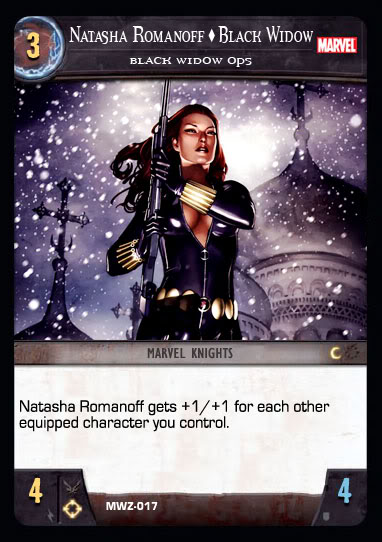 3
Natasha Romanoff ♦ Black Widow
MARVEL
BLACK WIDOW OPS
MARVEL KNIGHTS
C
Natasha Romanoff gets +1/+1 for each other
equipped character you control.
4
MWZ-017
4